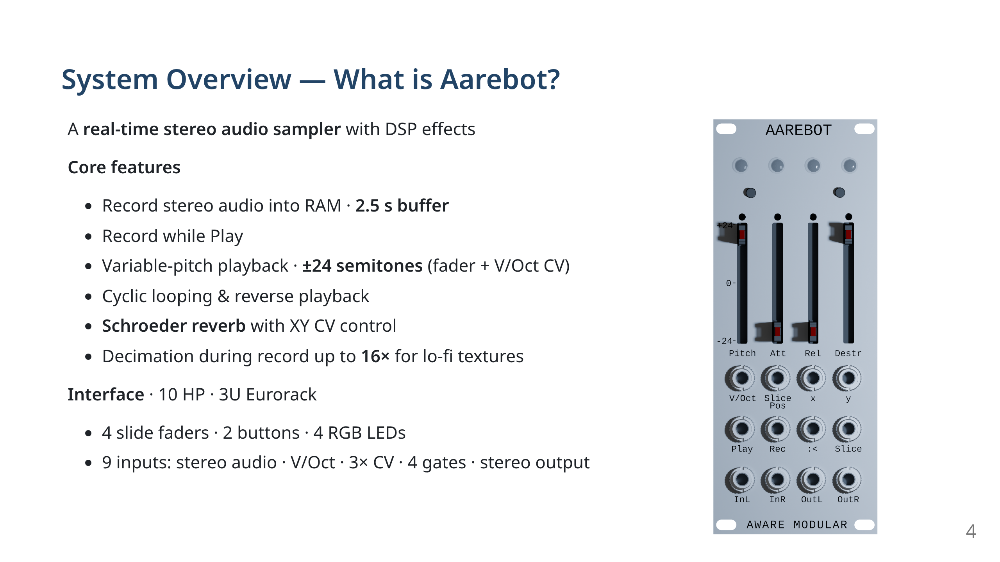 System Overview — What is Aarebot?
A real-time stereo audio sampler with DSP effects
Core features
• Record stereo audio into RAM · 2.5 s buffer
• Record while Play
• Variable-pitch playback · ±24 semitones (fader + V/Oct CV)
• Cyclic looping & reverse playback
• Schroeder reverb with XY CV control
• Decimation during record up to 16× for lo-fi textures
Interface · 10 HP · 3U Eurorack
• 4 slide faders · 2 buttons · 4 RGB LEDs
• 9 inputs: stereo audio · V/Oct · 3× CV · 4 gates · stereo output
AAREBOT
+24-
0-
-24-
Pitch Att Rel Destr
V/Oct Slice Pos x y
Play Rec :< Slice
InL InR OutL OutR
AWARE MODULAR
4